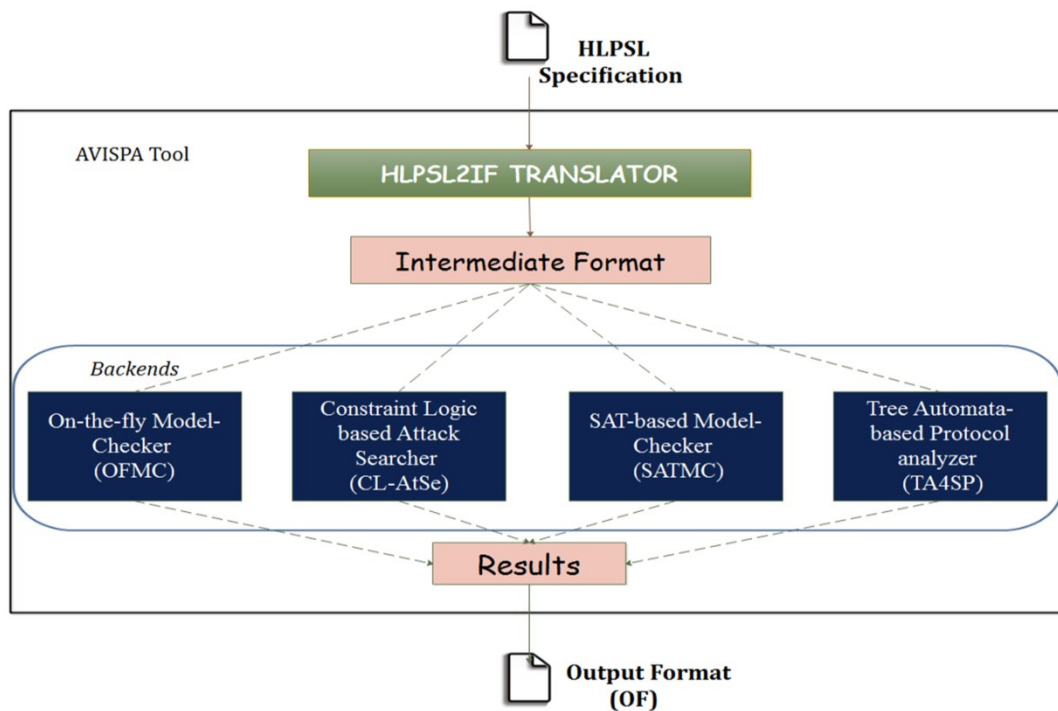 HLPSL
Specification
AVISPA Tool
HLPSL2IF TRANSLATOR
Intermediate Format
Backends
On-the-fly Model-
Checker
(OFMC)
Constraint Logic
based Attack
Searcher
(CL-AtSe)
SAT-based Model-
Checker
(SATMC)
Tree Automata-
based Protocol
analyzer
(TA4SP)
Results
Output Format
(OF)